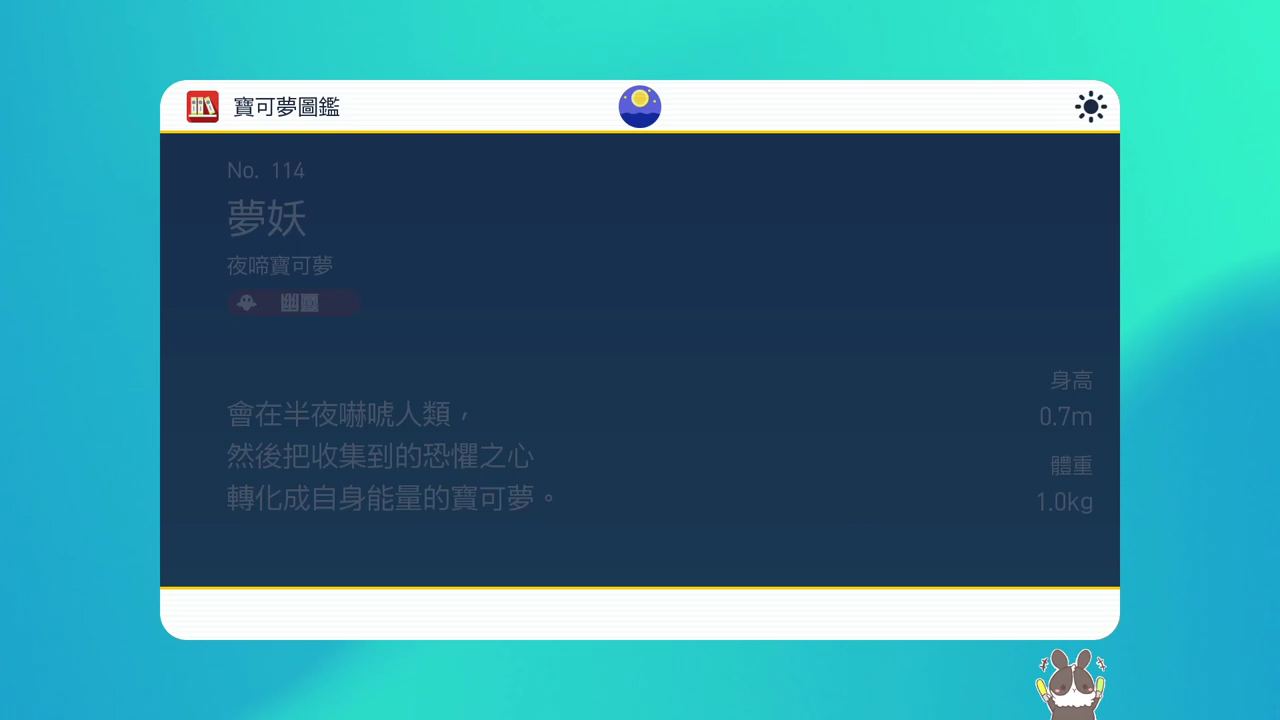 寶可夢圖鑑
No. 114
夢妖
夜啼寶可夢
幽靈
會在半夜嚇唬人類，
然後把收集到的恐懼之心
轉化成自身能量的寶可夢。
身高
0.7m
體重
1.0kg